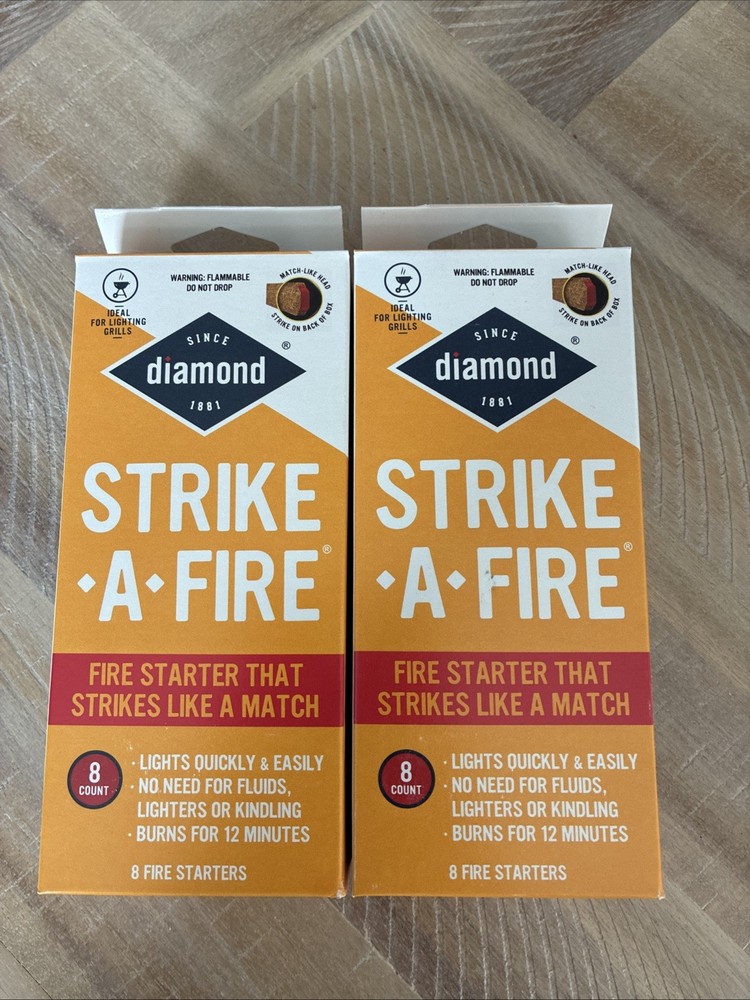 WARNING: FLAMMABLE
DO NOT DROP
MATCH-LIKE HEAD
STRIKE ON BACK OF BOX
IDEAL
FOR LIGHTING
GRILLS
SINCE
diamond®
1881
STRIKE
·A·FIRE®
FIRE STARTER THAT
STRIKES LIKE A MATCH
8
COUNT
· LIGHTS QUICKLY & EASILY
· NO NEED FOR FLUIDS,
LIGHTERS OR KINDLING
· BURNS FOR 12 MINUTES
8 FIRE STARTERS
WARNING: FLAMMABLE
DO NOT DROP
MATCH-LIKE HEAD
STRIKE ON BACK OF BOX
IDEAL
FOR LIGHTING
GRILLS
SINCE
diamond®
1881
STRIKE
·A·FIRE®
FIRE STARTER THAT
STRIKES LIKE A MATCH
8
COUNT
· LIGHTS QUICKLY & EASILY
· NO NEED FOR FLUIDS,
LIGHTERS OR KINDLING
· BURNS FOR 12 MINUTES
8 FIRE STARTERS